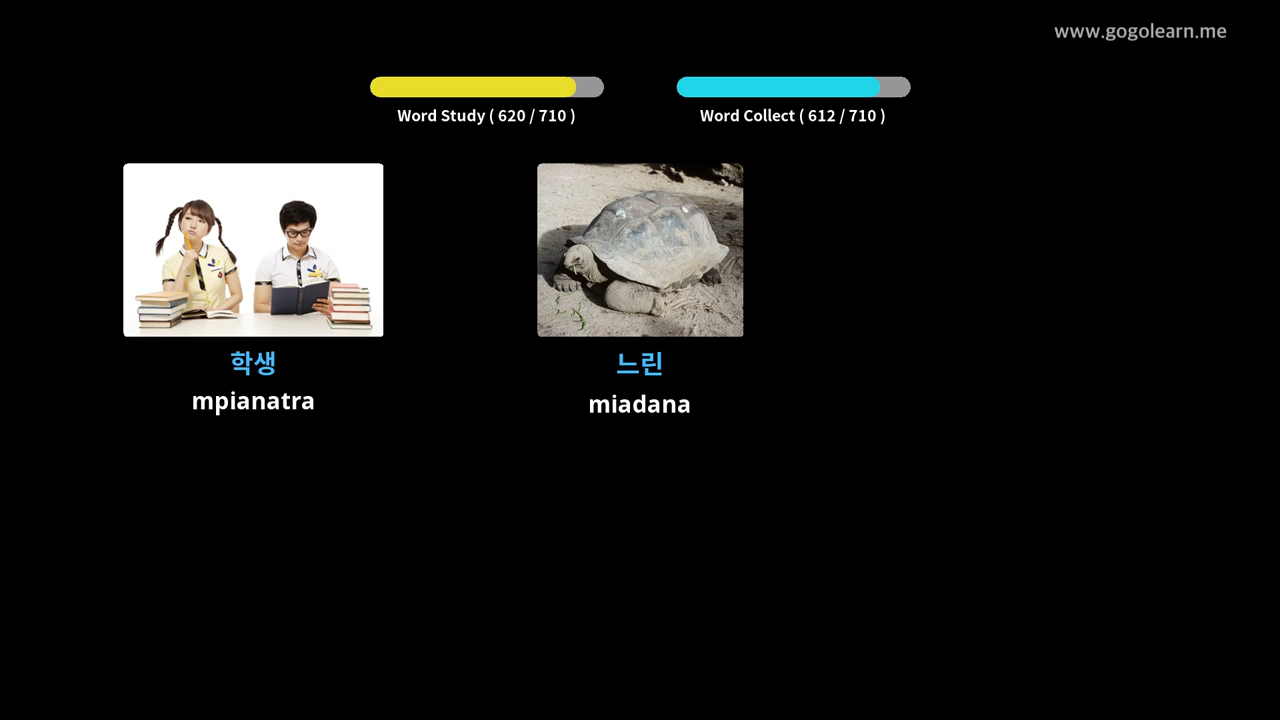 www.gogolearn.me
Word Study ( 620 / 710 )
Word Collect ( 612 / 710 )
학생
mpianatra
느린
miadana